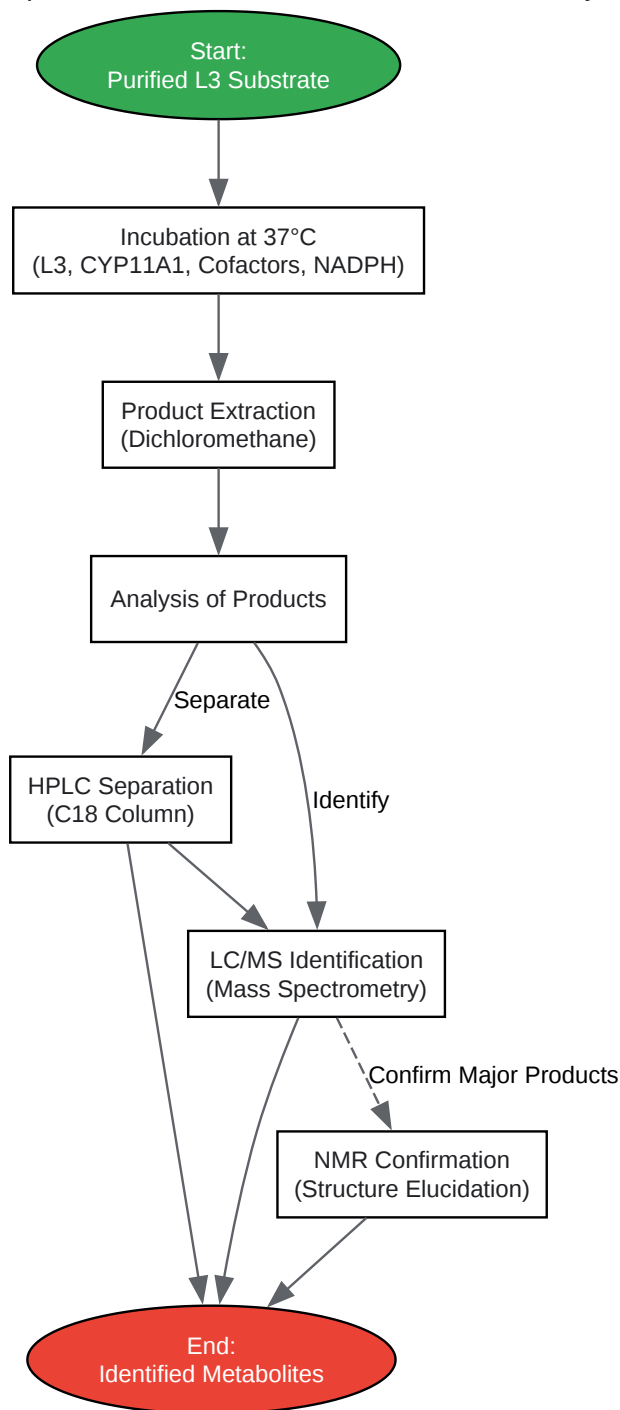 Start:
Purified L3 Substrate
Incubation at 37°C
(L3, CYP11A1, Cofactors, NADPH)
Product Extraction
(Dichloromethane)
Analysis of Products
Separate
HPLC Separation
(C18 Column)
Identify
LC/MS Identification
(Mass Spectrometry)
Confirm Major Products
NMR Confirmation
(Structure Elucidation)
End:
Identified Metabolites